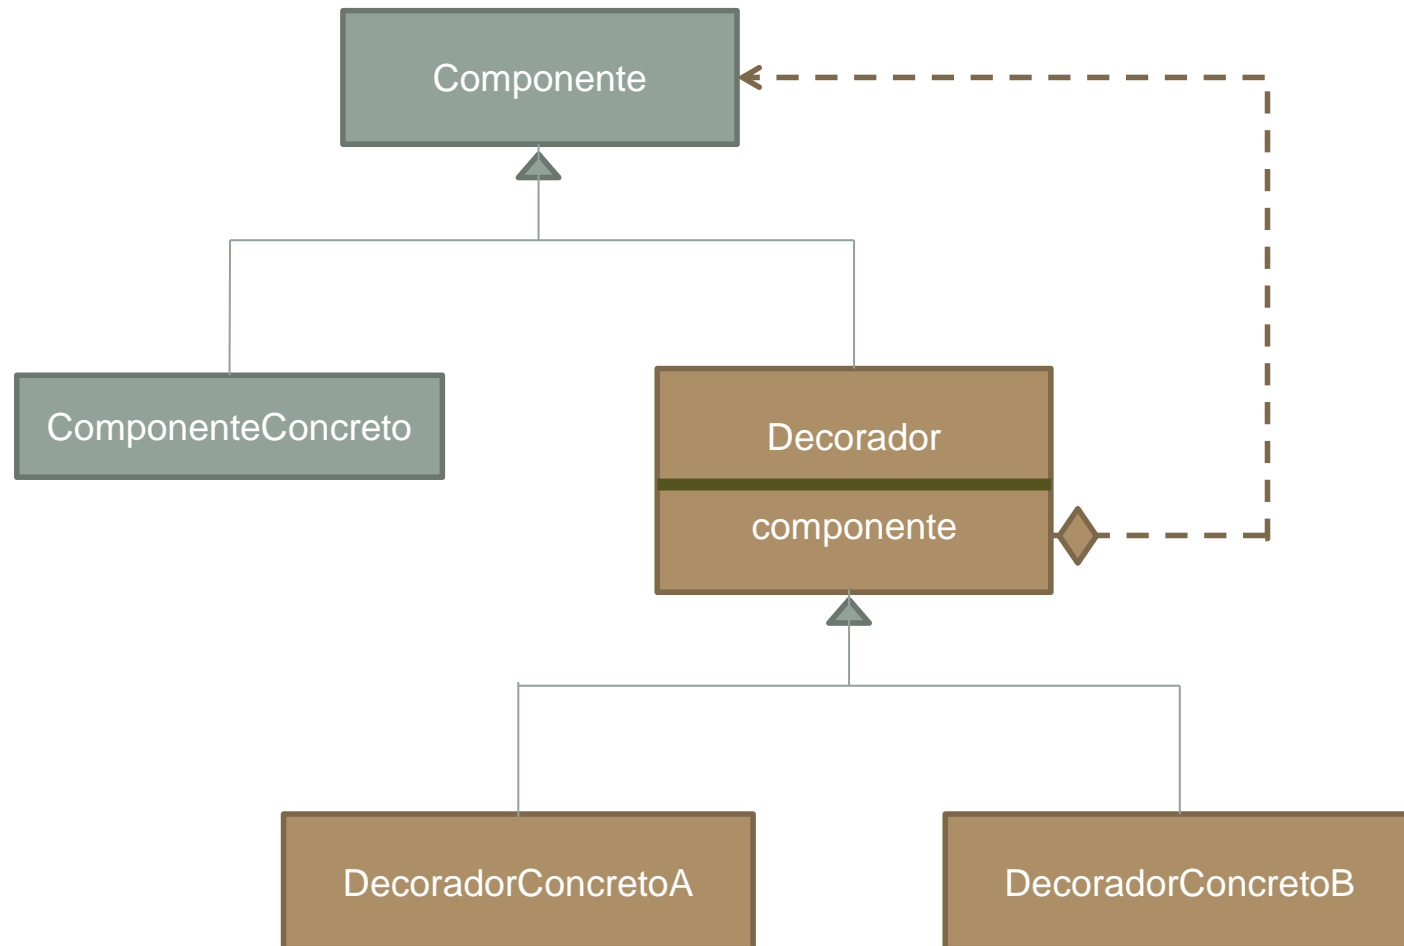 Componente
ComponenteConcreto
Decorador
componente
DecoradorConcretoA
DecoradorConcretoB